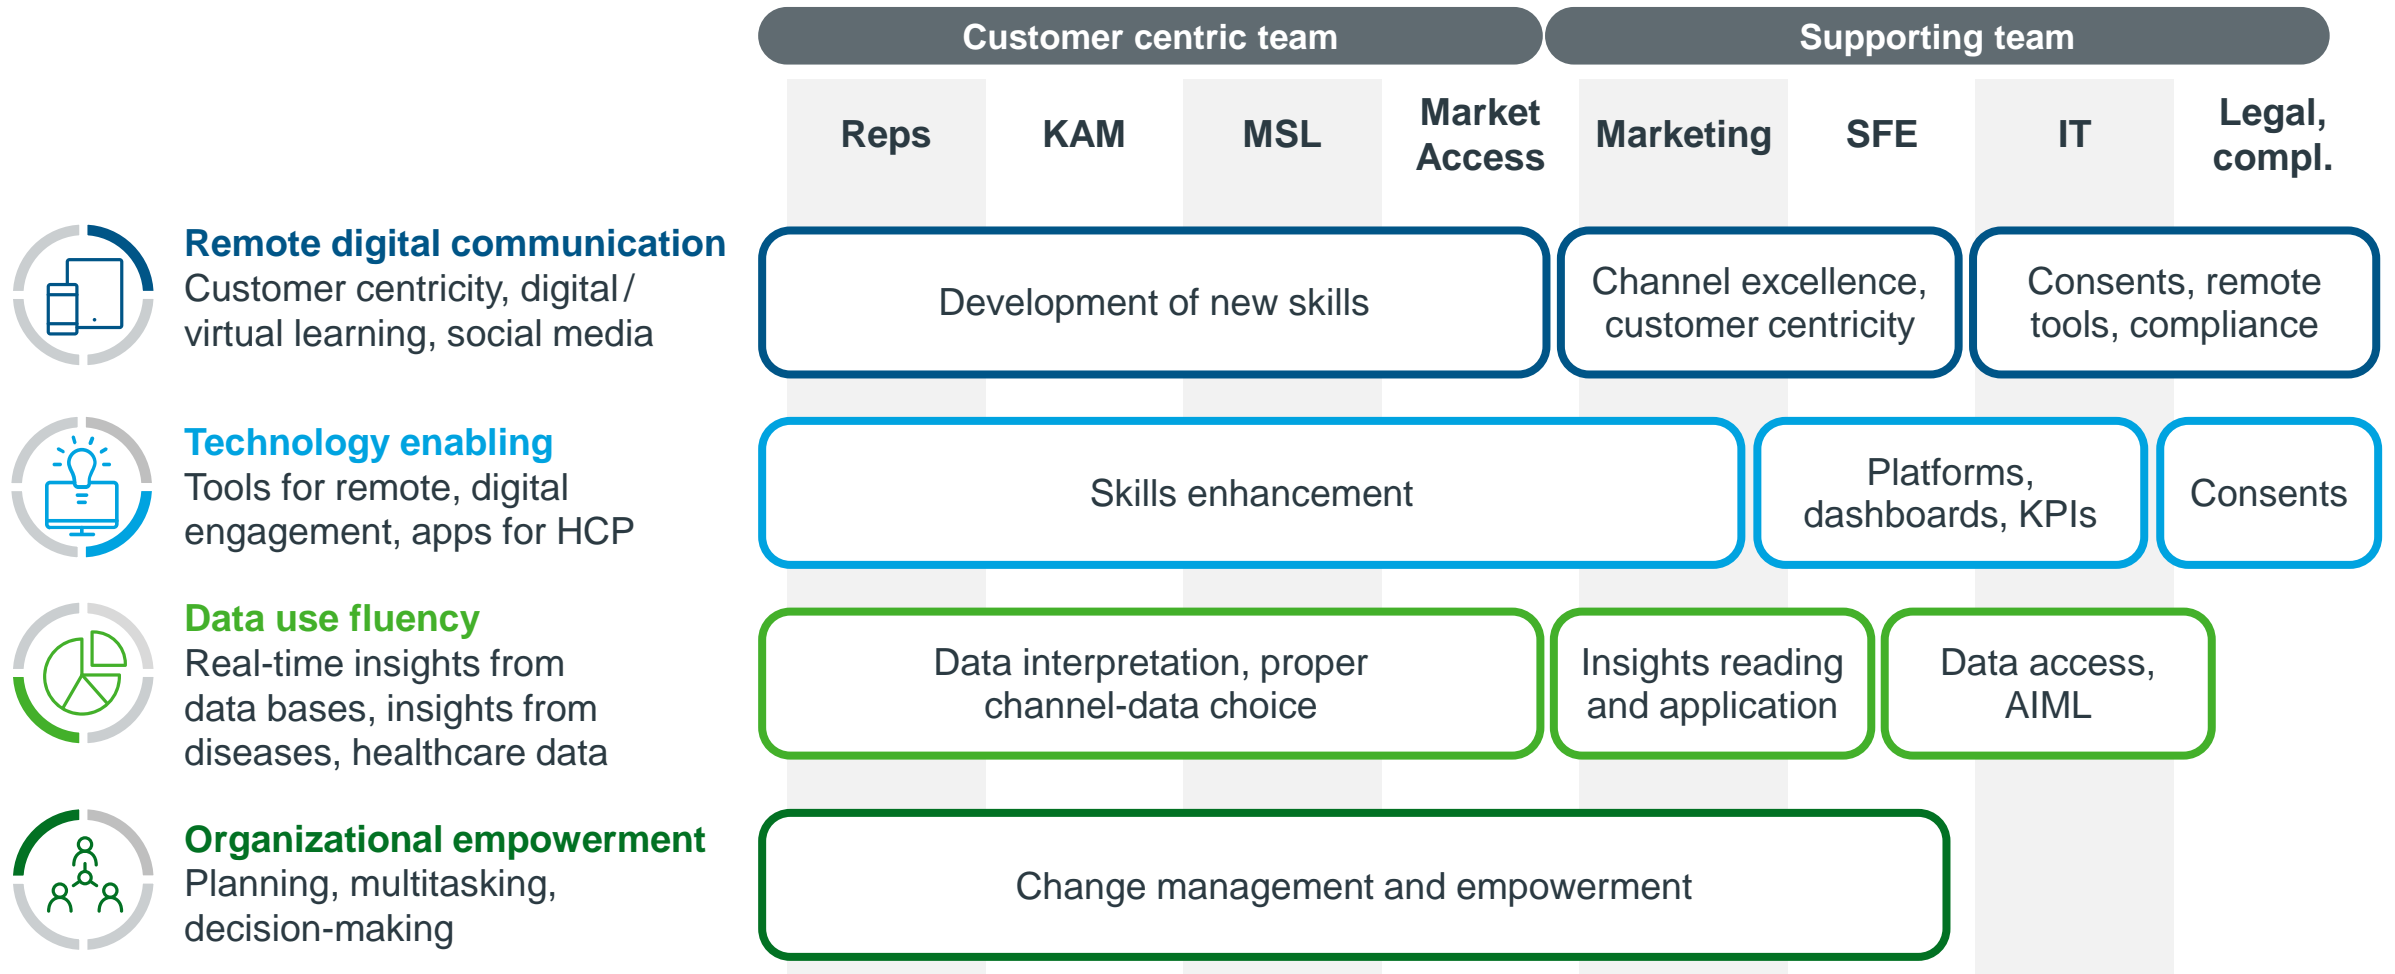 Customer centric team
Supporting team
Reps
KAM
MSL
Market
Access
Marketing
SFE
IT
Legal,
compl.
Remote digital communication
Customer centricity, digital/
virtual learning, social media
Development of new skills
Channel excellence,
customer centricity
Consents, remote
tools, compliance
Technology enabling
Tools for remote, digital
engagement, apps for HCP
Skills enhancement
Platforms,
dashboards, KPIs
Consents
Data use fluency
Real-time insights from
data bases, insights from
diseases, healthcare data
Data interpretation, proper
channel-data choice
Insights reading
and application
Data access,
AIML
Organizational empowerment
Planning, multitasking,
decision-making
Change management and empowerment